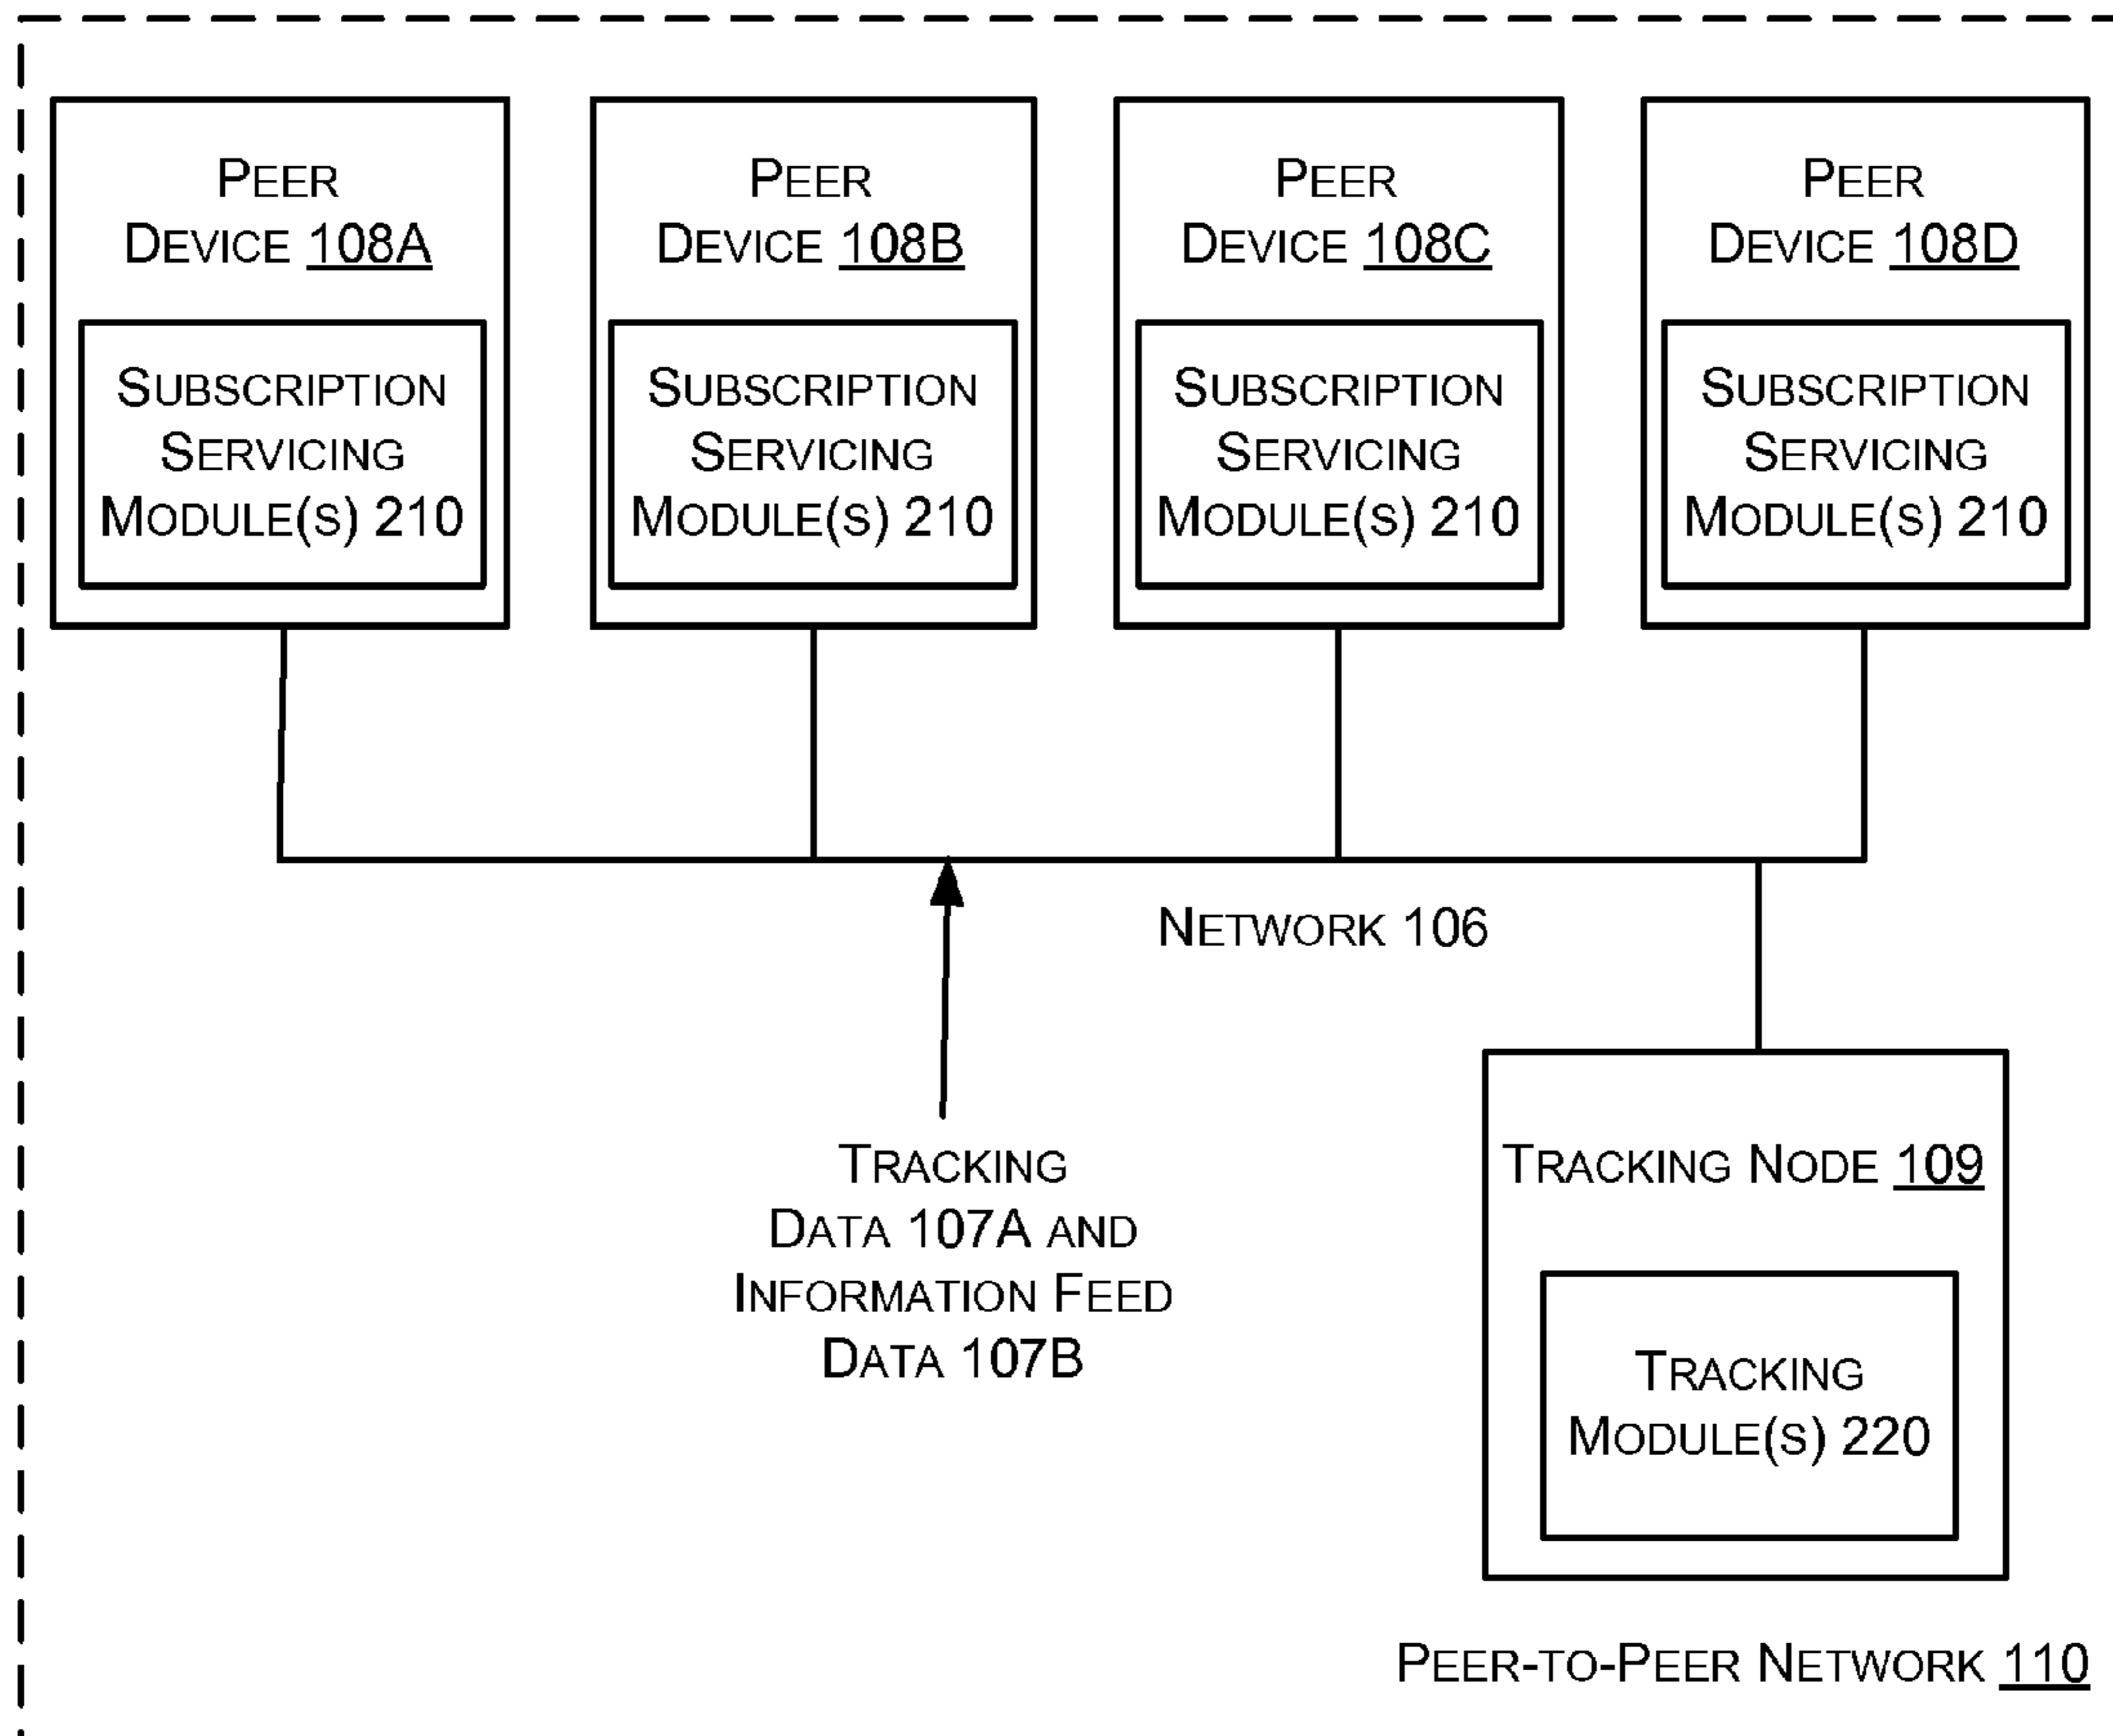 PEER
DEVICE 108A
SUBSCRIPTION
SERVICING
MODULE(S) 210
PEER
DEVICE 108B
SUBSCRIPTION
SERVICING
MODULE(S) 210
PEER
DEVICE 108C
SUBSCRIPTION
SERVICING
MODULE(S) 210
PEER
DEVICE 108D
SUBSCRIPTION
SERVICING
MODULE(S) 210
NETWORK 106
TRACKING
DATA 107A AND
INFORMATION FEED
DATA 107B
TRACKING NODE 109
TRACKING
MODULE(S) 220
PEER-TO-PEER NETWORK 110